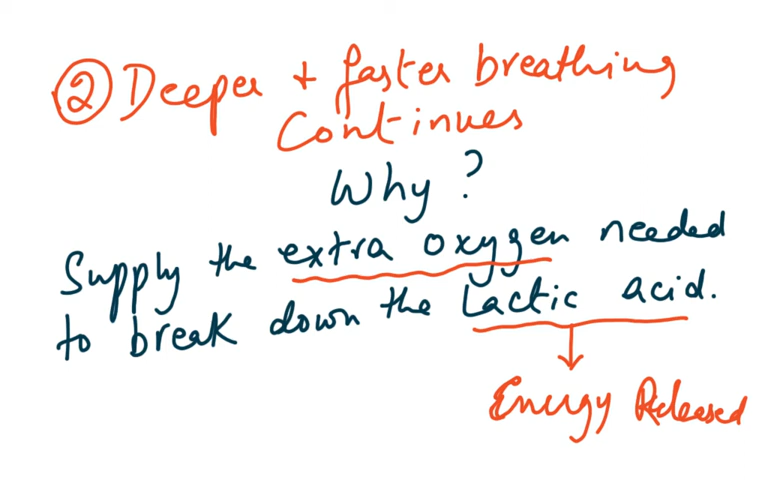 ② Deeper + faster breathing
Continues
Why ?
Supply the extra oxygen needed
to break down the Lactic acid.
Energy Released